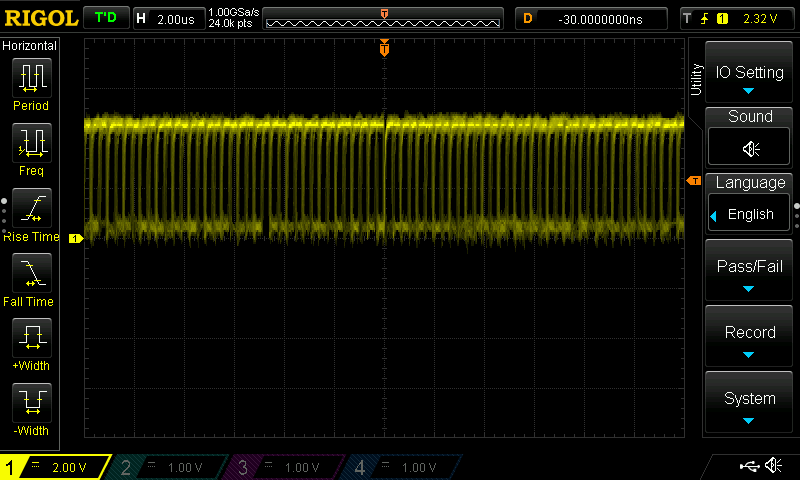 RIGOL
T'D
H 2.00us
1.00GSa/s
24.0k pts
T
D -30.0000000ns
T 1 2.32 V
Horizontal
Period
Freq
Rise Time
Fall Time
+Width
-Width
T
1
T
Utility
IO Setting
Sound
Language
English
Pass/Fail
Record
System
1 2.00 V
2 1.00 V
3 1.00 V
4 1.00 V